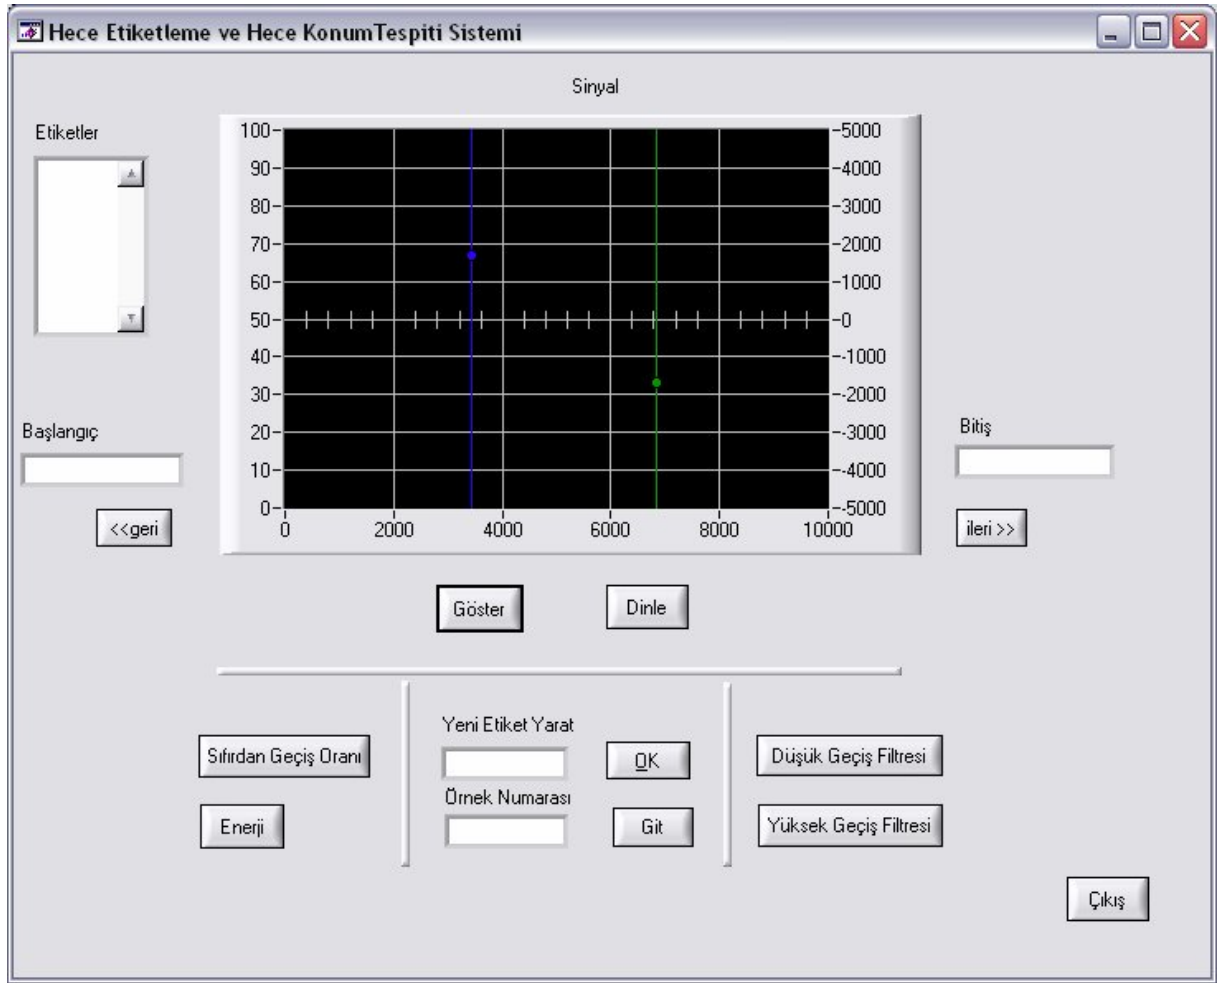 Hece Etiketleme ve Hece KonumTespiti Sistemi
Sinyal
Etiketler
100
90
80
70
60
50
40
30
20
10
0
5000
4000
3000
2000
1000
0
-1000
-2000
-3000
-4000
-5000
0 2000 4000 6000 8000 10000
Başlangıç
<<geri
Bitiş
ileri >>
Göster Dinle
Sıfırdan Geçiş Oranı
Enerji
Yeni Etiket Yarat
OK
Örnek Numarası
Git
Düşük Geçiş Filtresi
Yüksek Geçiş Filtresi
Çıkış